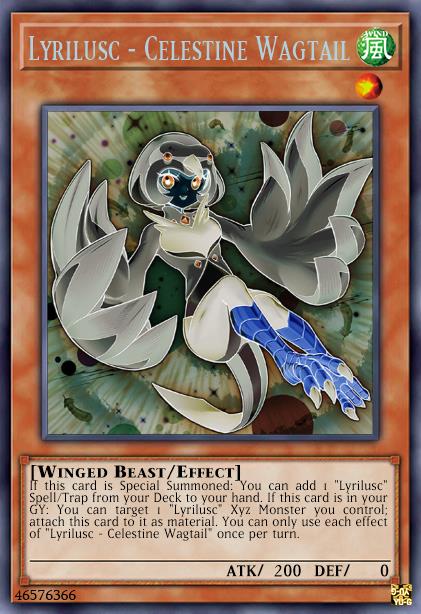 Lyrilusc - Celestine Wagtail
WIND
風
[Winged Beast/Effect]
If this card is Special Summoned: You can add 1 "Lyrilusc"
Spell/Trap from your Deck to your hand. If this card is in your
GY: You can target 1 "Lyrilusc" Xyz Monster you control;
attach this card to it as material. You can only use each effect
of "Lyrilusc - Celestine Wagtail" once per turn.
ATK/ 200 DEF/ 0
46576366